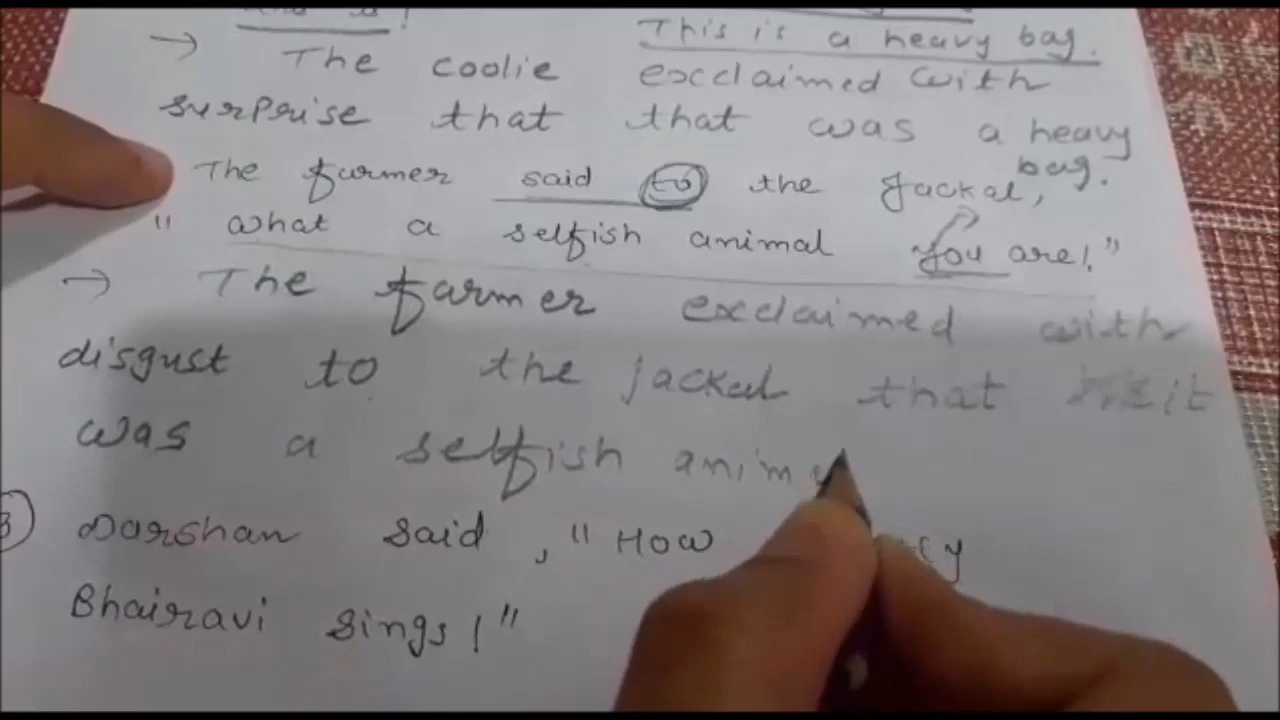 This is a heavy bag.
→ The coolie exclaimed with
surprise that that was a heavy
bag.
The farmer said to the Jackal,
" what a selfish animal you are!"
→ The farmer exclaimed with
disgust to the jackal that it
was a selfish anim
Darshan said, " How
Bhairavi sings!"